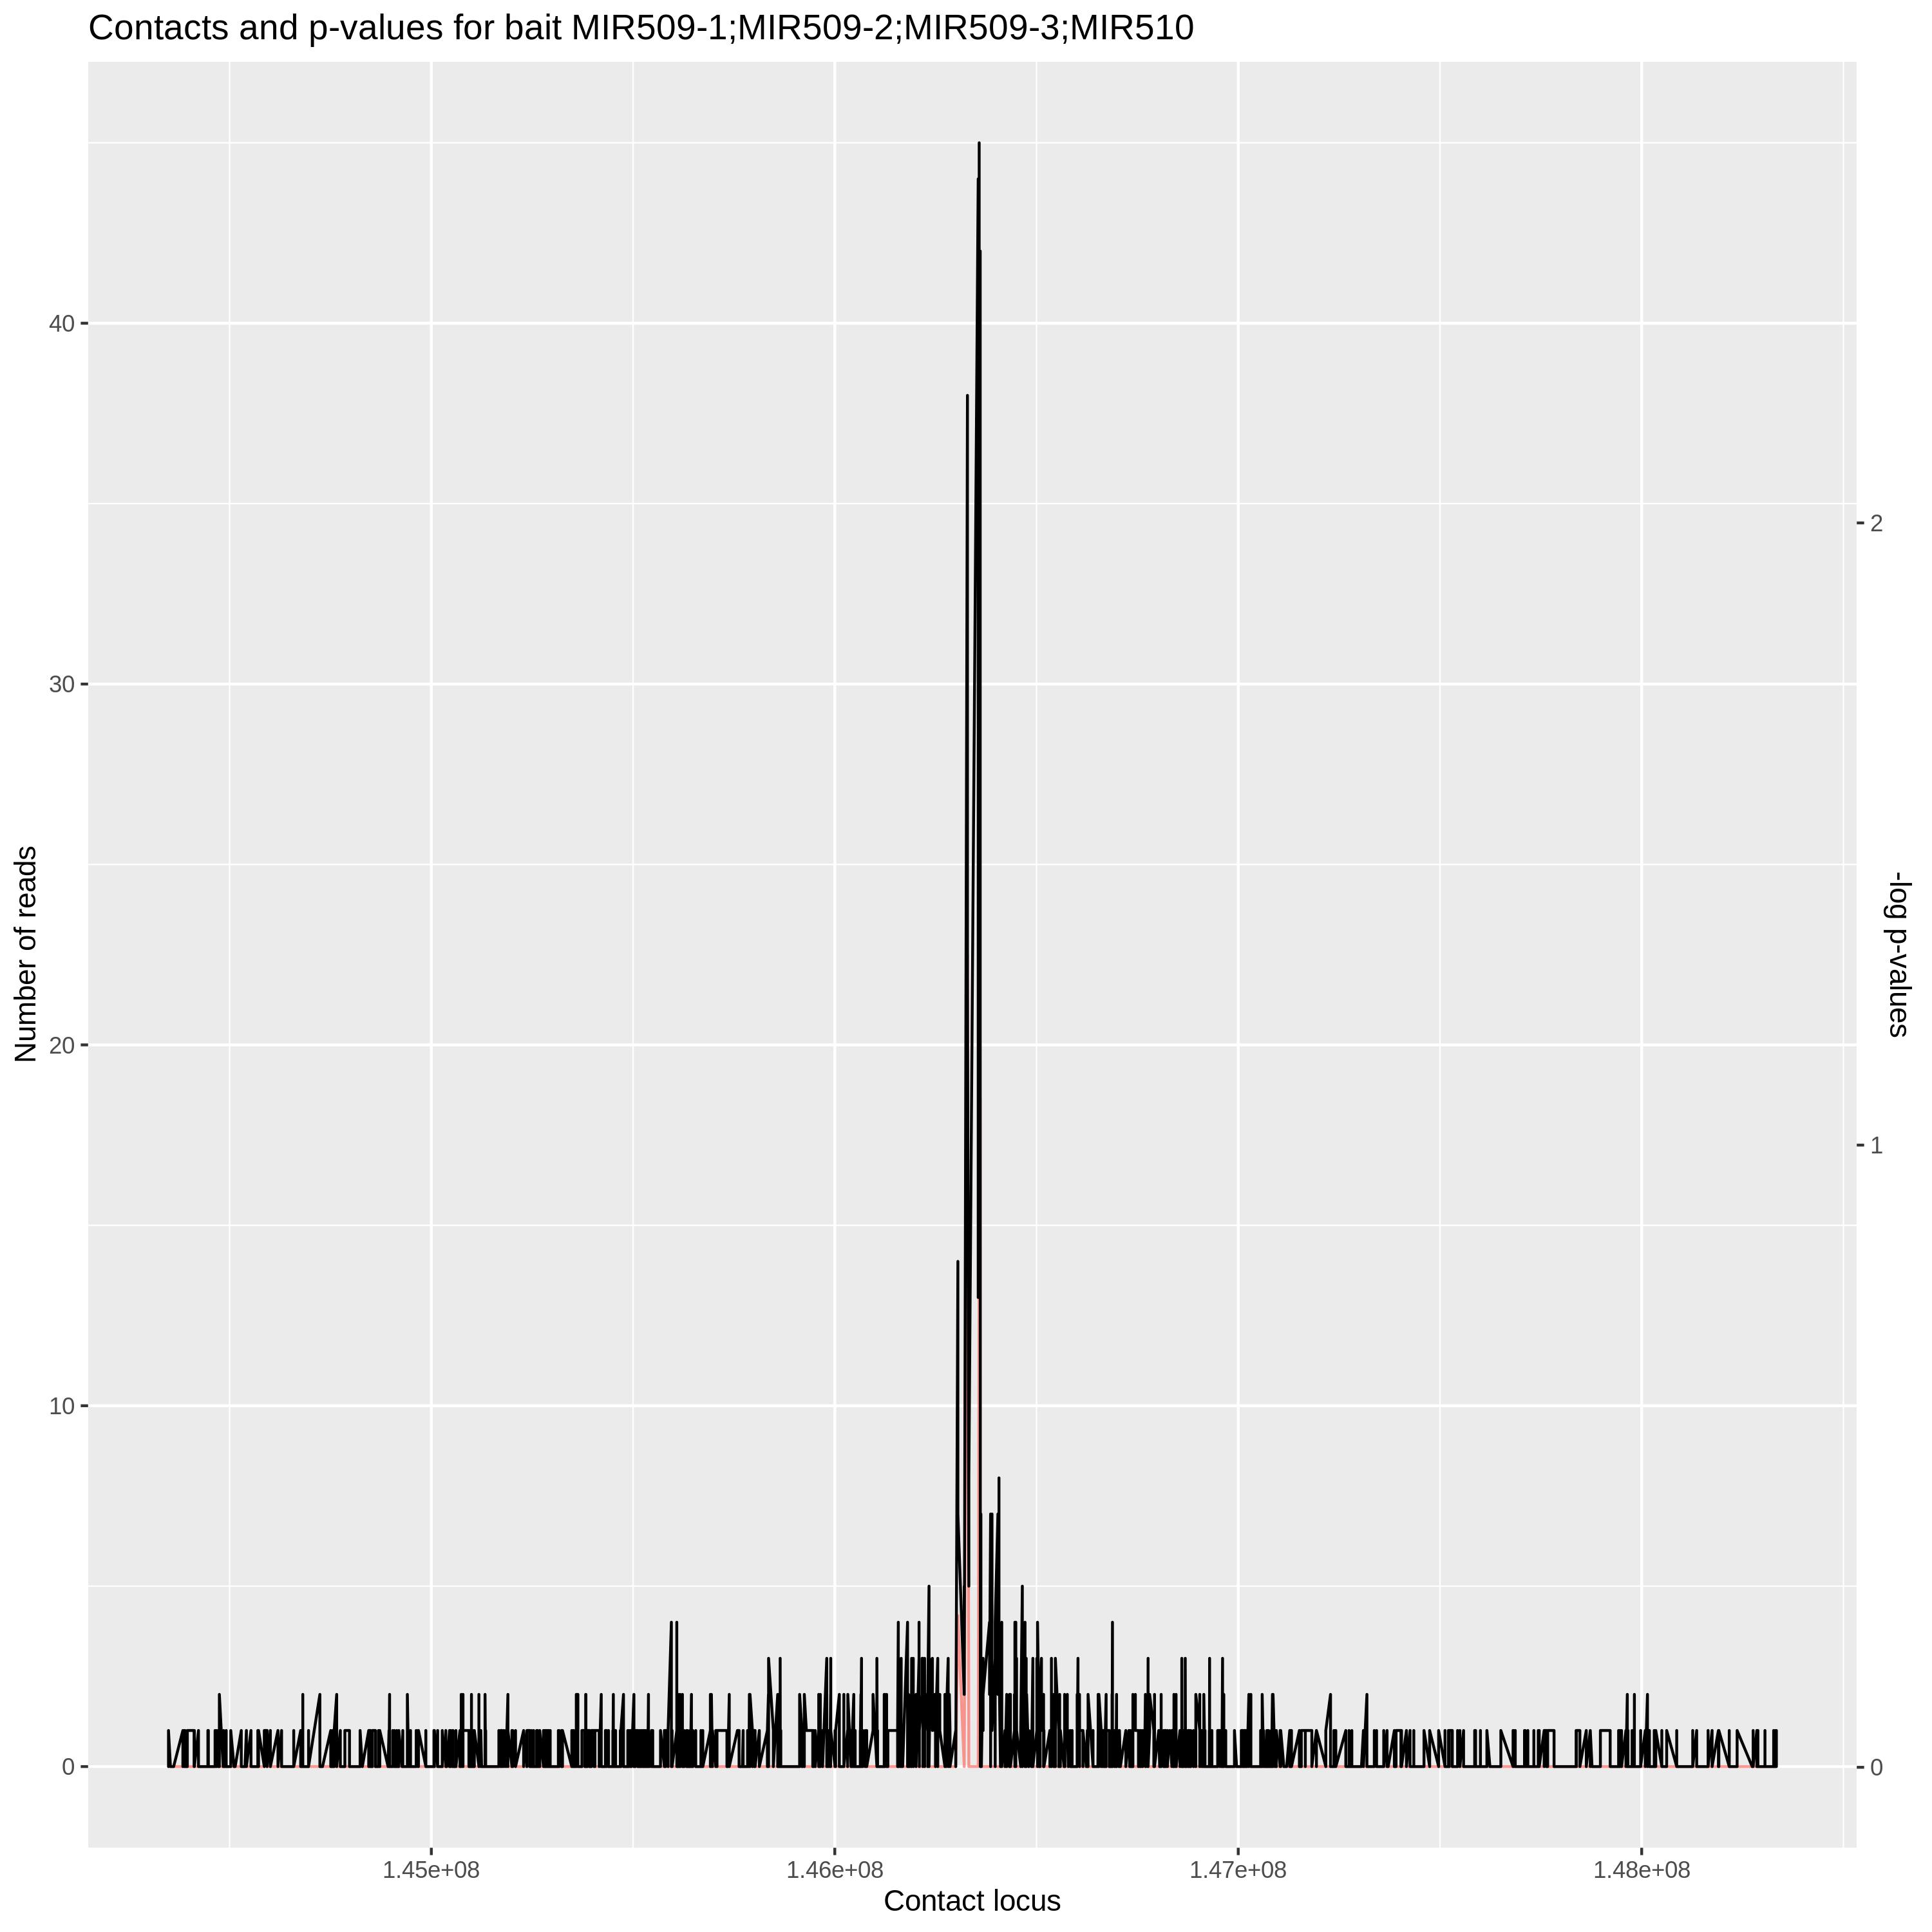 Contacts and p-values for bait MIR509-1;MIR509-2;MIR509-3;MIR510
Number of reads
40
30
20
10
0
2
1
0
-log p-values
1.45e+08 1.46e+08 1.47e+08 1.48e+08
Contact locus